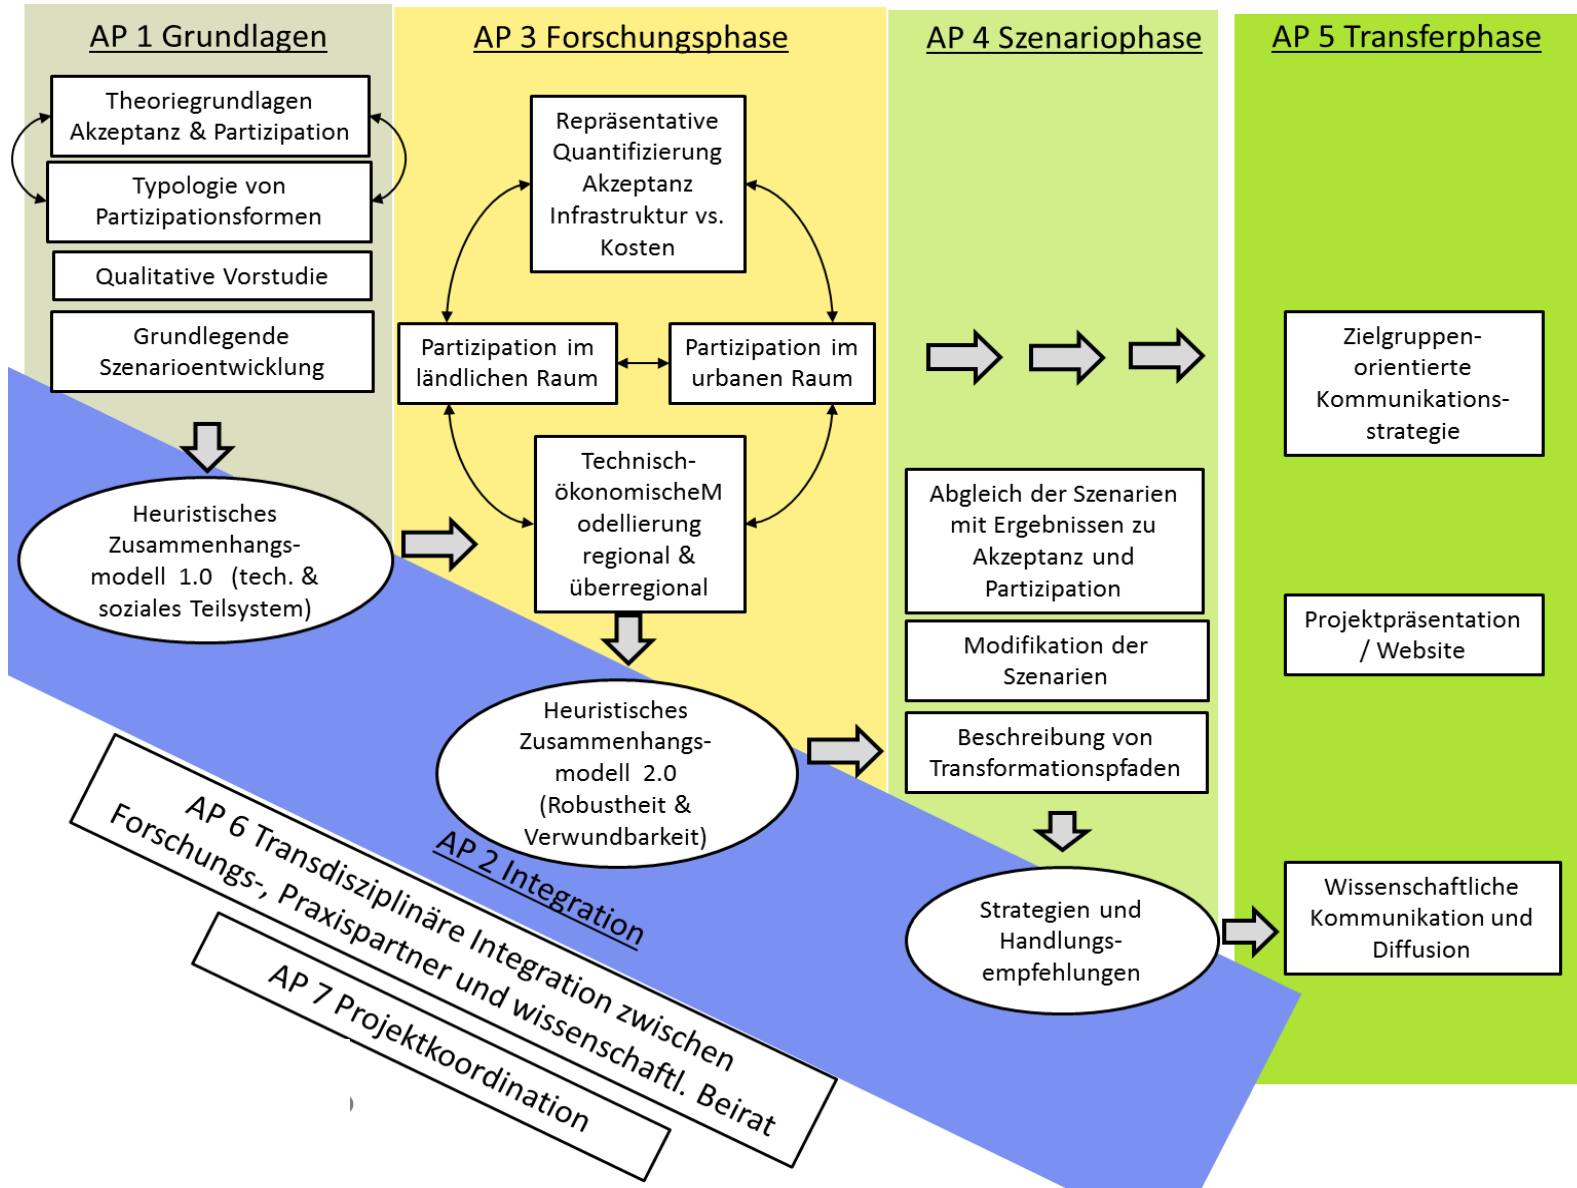 AP 1 Grundlagen
Theoriegrundlagen
Akzeptanz & Partizipation
Typologie von
Partizipationsformen
Qualitative Vorstudie
Grundlegende
Szenarioentwicklung
Heuristisches
Zusammenhangs-
modell 1.0 (tech. &
soziales Teilsystem)
AP 3 Forschungsphase
Repräsentative
Quantifizierung
Akzeptanz
Infrastruktur vs.
Kosten
Partizipation im
ländlichen Raum
Partizipation im
urbanen Raum
Technisch-
ökonomischeM
odellierung
regional &
überregional
Heuristisches
Zusammenhangs-
modell 2.0
(Robustheit &
Verwundbarkeit)
AP 4 Szenariophase
Abgleich der Szenarien
mit Ergebnissen zu
Akzeptanz und
Partizipation
Modifikation der
Szenarien
Beschreibung von
Transformationspfaden
Strategien und
Handlungs-
empfehlungen
AP 5 Transferphase
Zielgruppen-
orientierte
Kommunikations-
strategie
Projektpräsentation
/ Website
Wissenschaftliche
Kommunikation und
Diffusion
AP 2 Integration
AP 6 Transdisziplinäre Integration zwischen
Forschungs-, Praxispartner und wissenschaftl. Beirat
AP 7 Projektkoordination